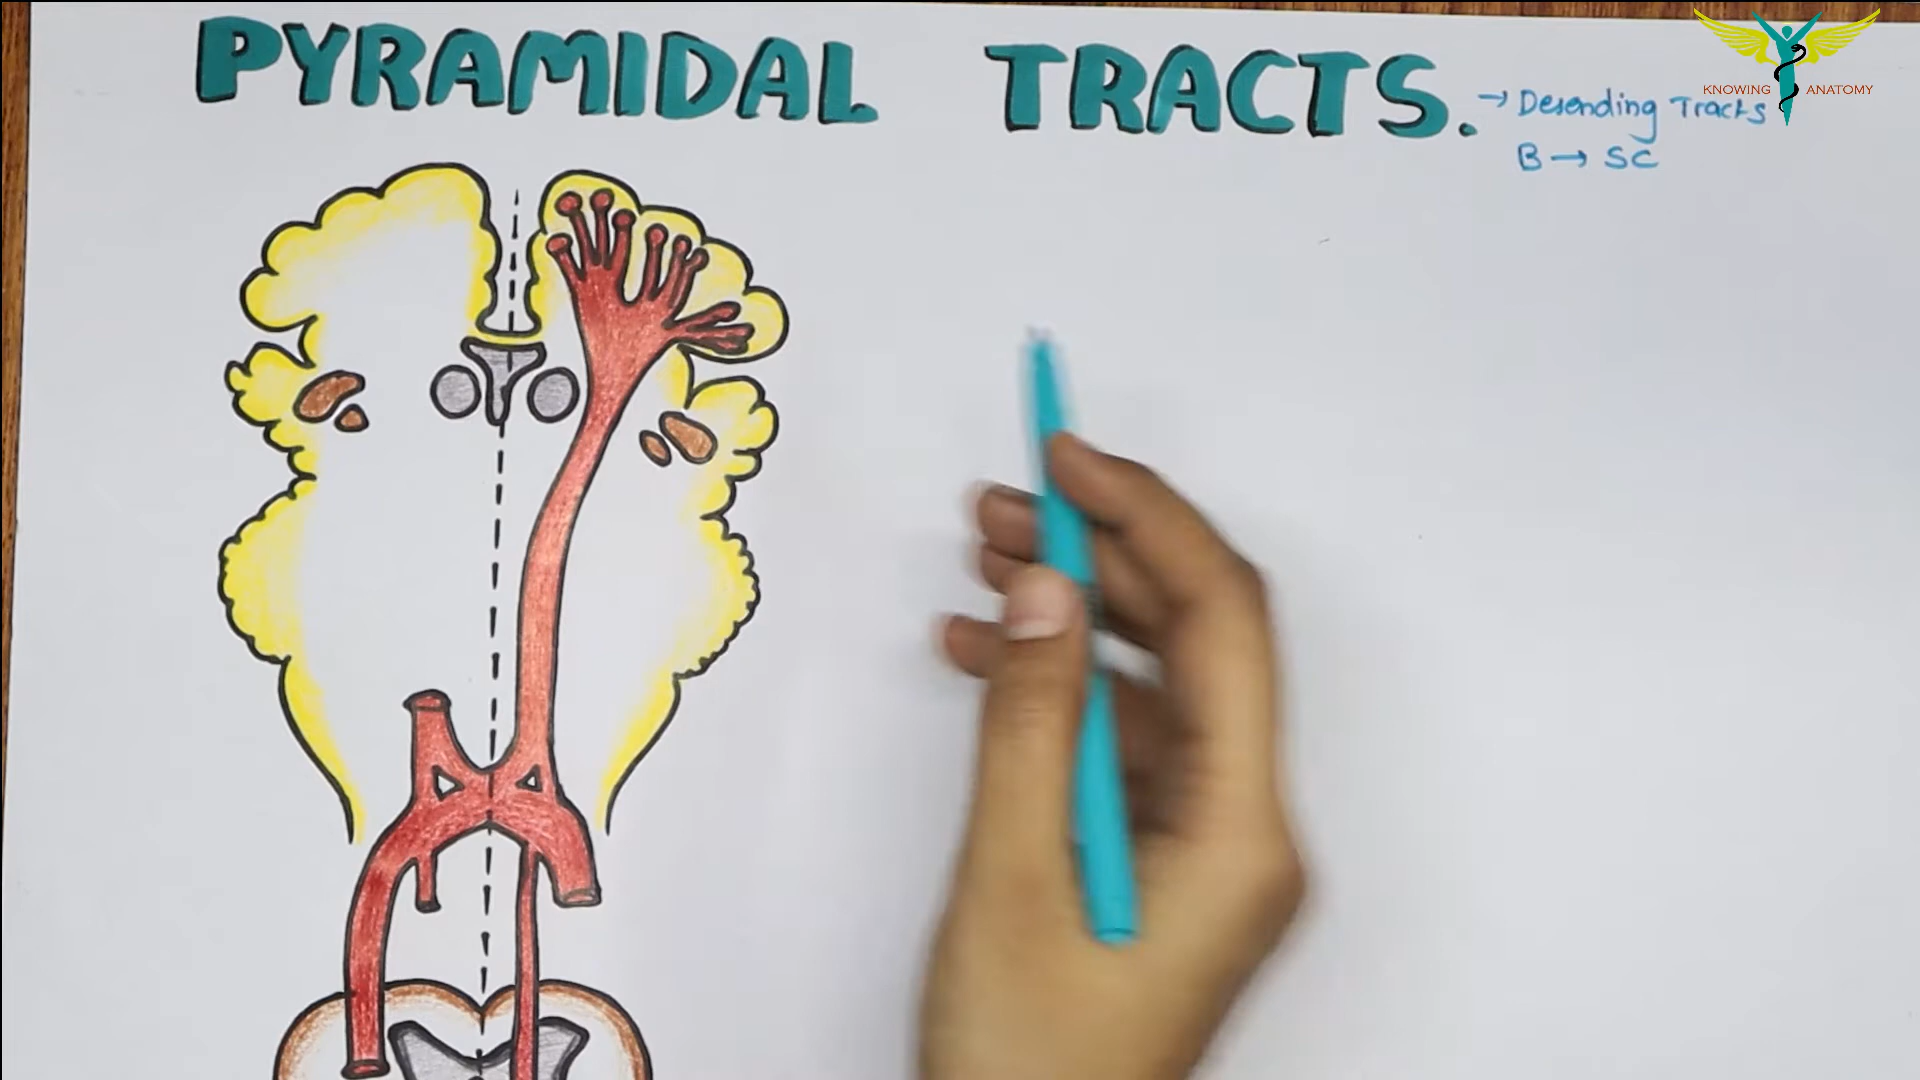 PYRAMIDAL TRACTS.
→ Desending Tracts
B → SC
KNOWING ANATOMY